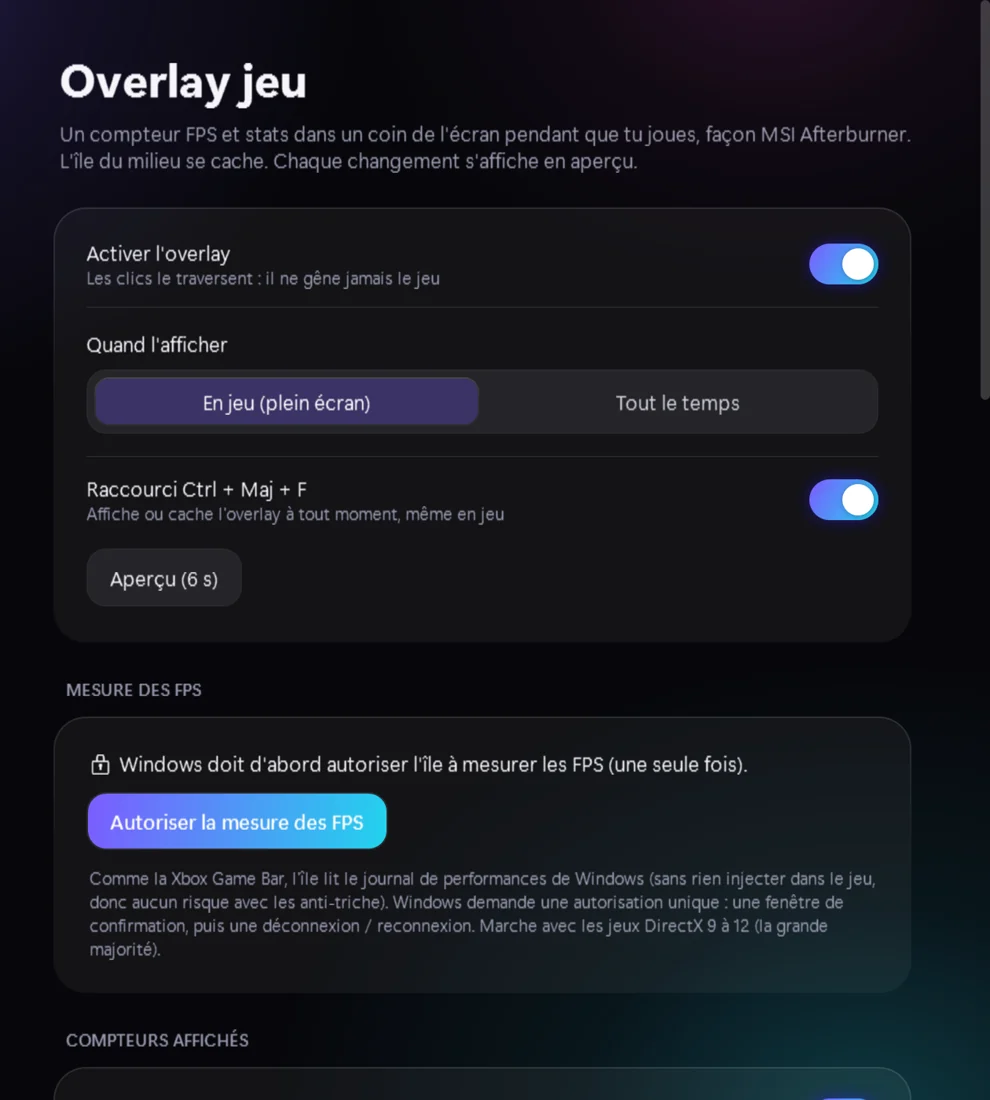 Overlay jeu
Un compteur FPS et stats dans un coin de l'écran pendant que tu joues, façon MSI Afterburner.
L'île du milieu se cache. Chaque changement s'affiche en aperçu.
Activer l'overlay
Les clics le traversent : il ne gêne jamais le jeu
Quand l'afficher
En jeu (plein écran)
Tout le temps
Raccourci Ctrl + Maj + F
Affiche ou cache l'overlay à tout moment, même en jeu
Aperçu (6 s)
MESURE DES FPS
Windows doit d'abord autoriser l'île à mesurer les FPS (une seule fois).
Autoriser la mesure des FPS
Comme la Xbox Game Bar, l'île lit le journal de performances de Windows (sans rien injecter dans le jeu,
donc aucun risque avec les anti-triche). Windows demande une autorisation unique : une fenêtre de
confirmation, puis une déconnexion / reconnexion. Marche avec les jeux DirectX 9 à 12 (la grande
majorité).
COMPTEURS AFFICHÉS